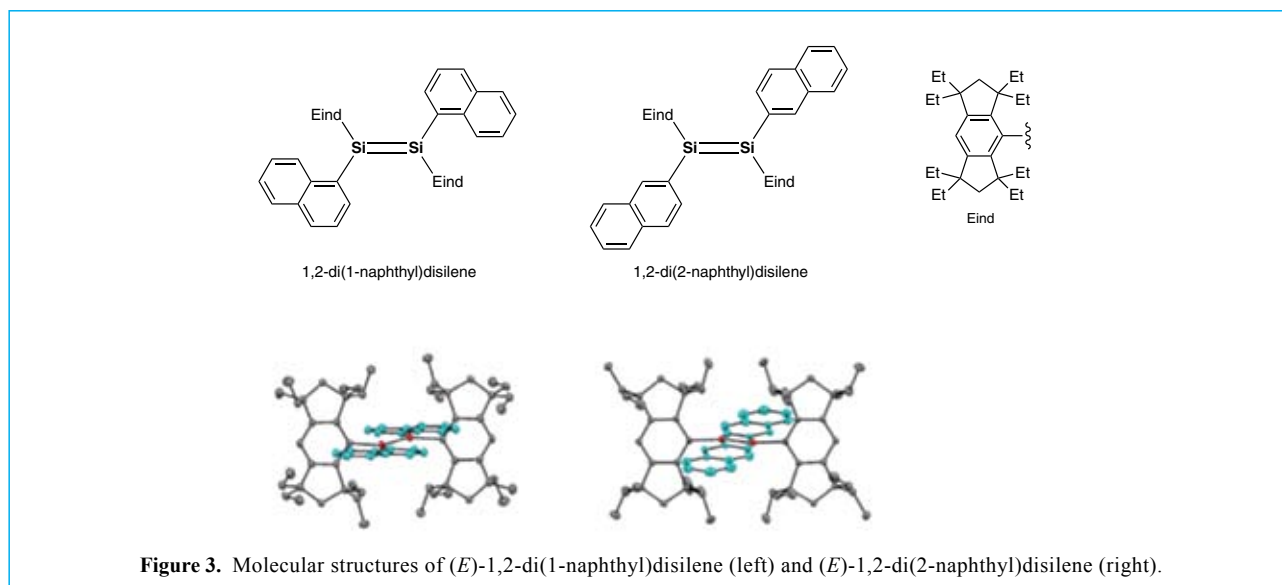 Eind
Si
Si
Eind
1,2-di(1-naphthyl)disilene
Eind
Si
Si
Eind
1,2-di(2-naphthyl)disilene
Et
Et
Et
Et
Et
Et
Et
Et
Eind
Figure 3. Molecular structures of (E)-1,2-di(1-naphthyl)disilene (left) and (E)-1,2-di(2-naphthyl)disilene (right).